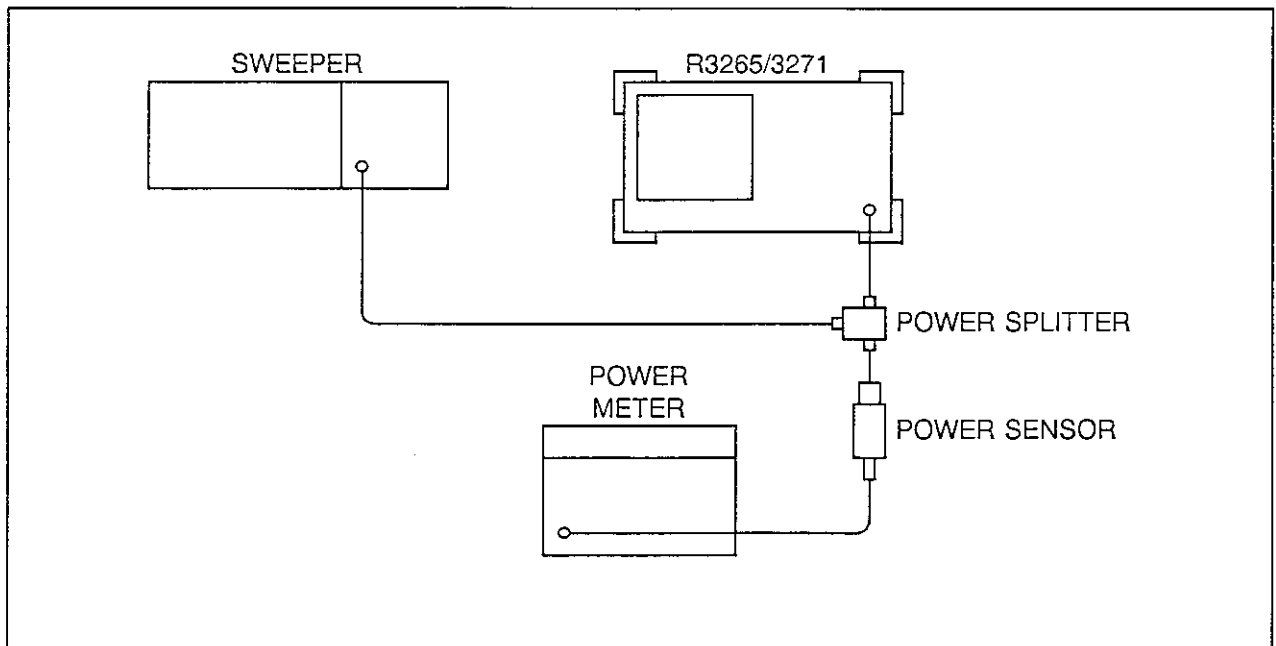 SWEEPER
R3265/3271
POWER SPLITTER
POWER
METER
POWER SENSOR